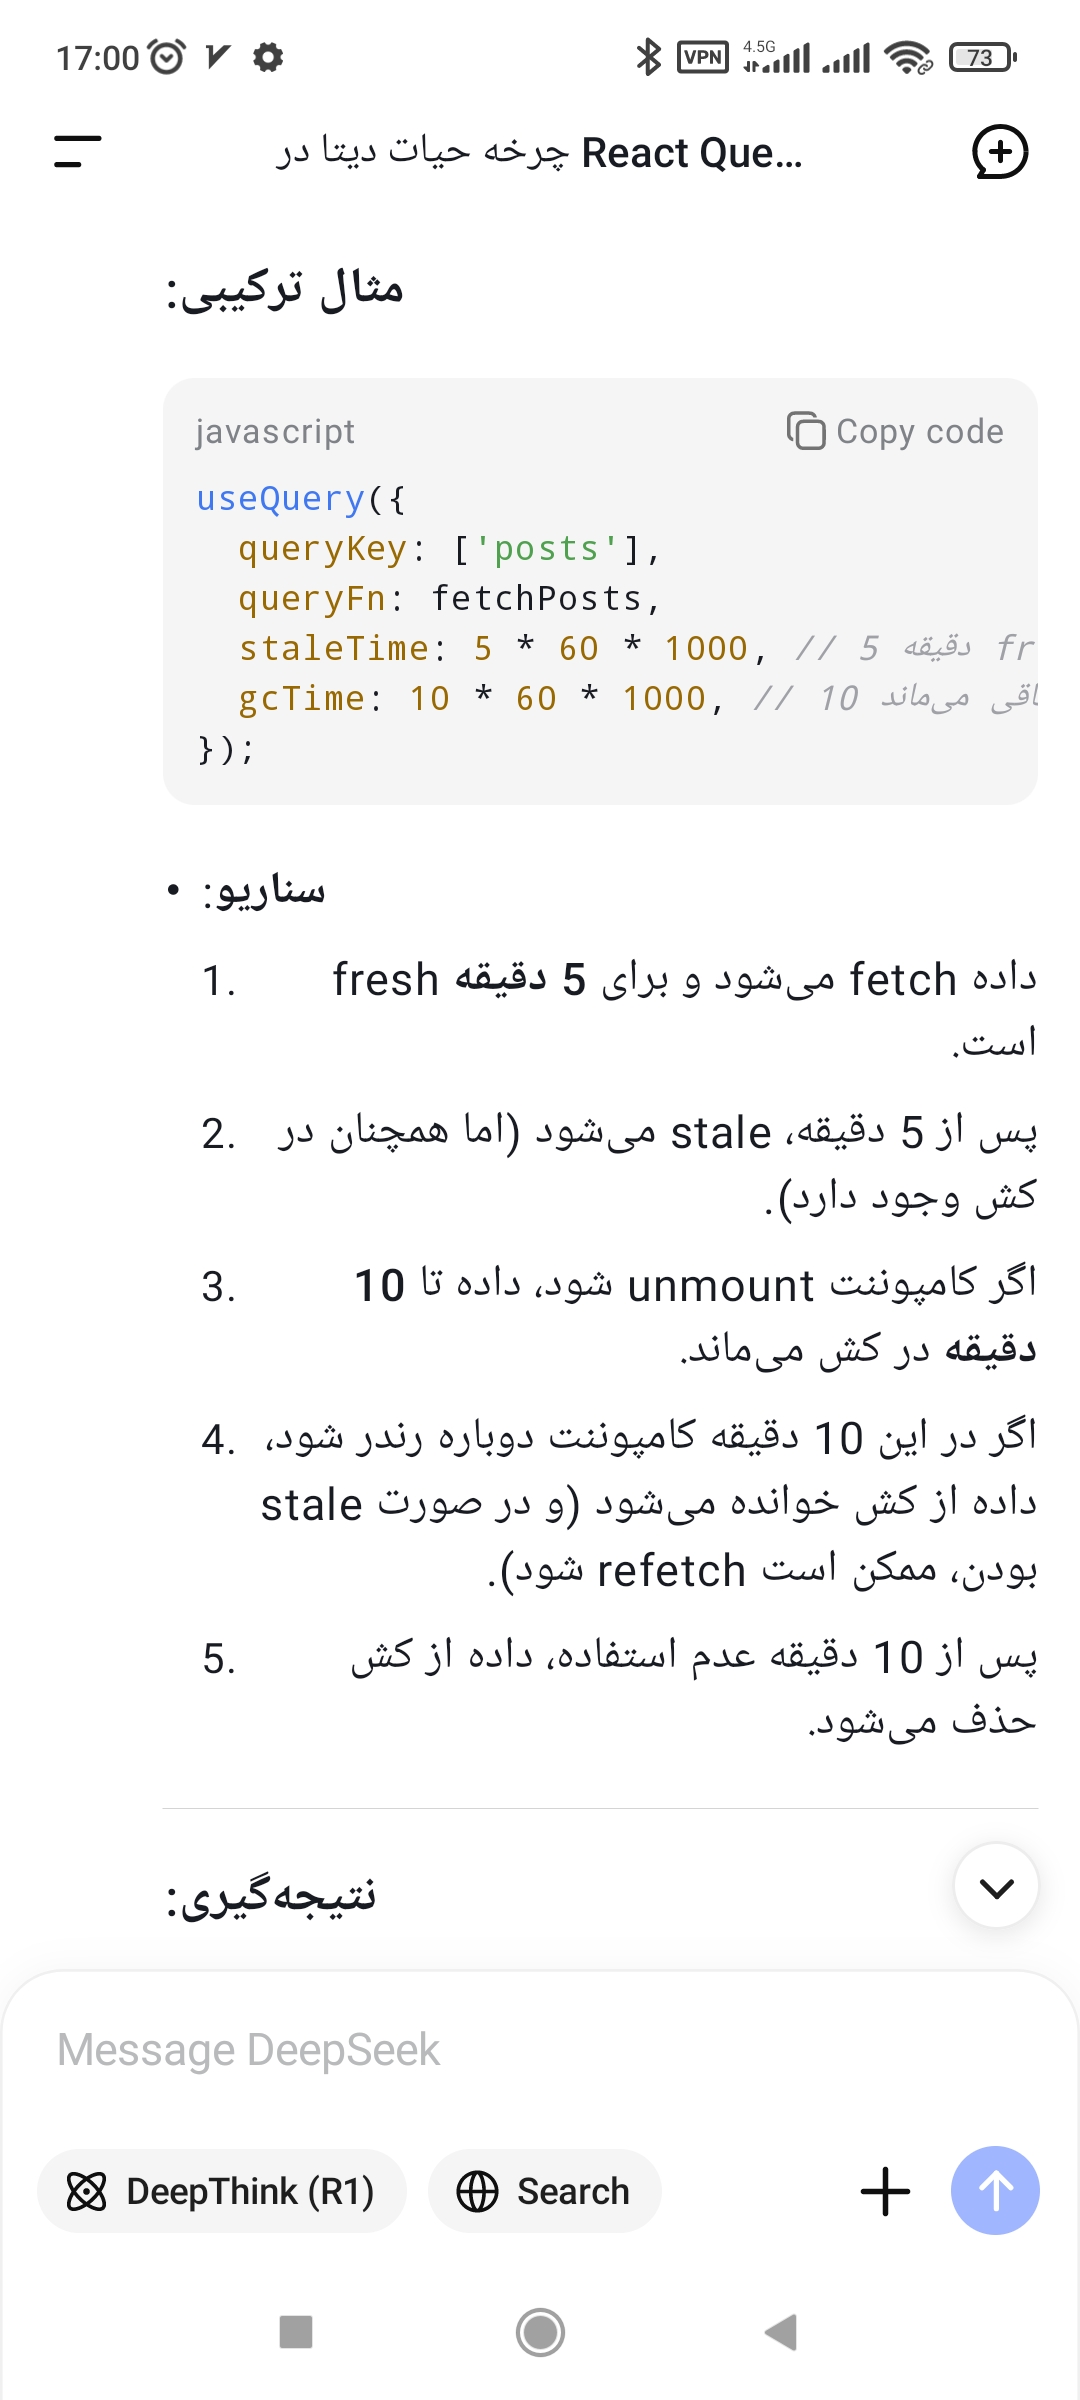 17:00 VPN 4.5G 73
چرخه حیات دیتا در React Que...
مثال ترکیبی:
javascript Copy code
useQuery({
queryKey: ['posts'],
queryFn: fetchPosts,
staleTime: 5 * 60 * 1000, // 5 دقیقه fr
gcTime: 10 * 60 * 1000, // 10 باقی می‌ماند
});
• سناریو:
1. داده fetch می‌شود و برای 5 دقیقه fresh
است.
2. پس از 5 دقیقه، stale می‌شود (اما همچنان در
کش وجود دارد).
3. اگر کامپوننت unmount شود، داده تا 10
دقیقه در کش می‌ماند.
4. اگر در این 10 دقیقه کامپوننت دوباره رندر شود،
داده از کش خوانده می‌شود (و در صورت stale
بودن، ممکن است refetch شود).
5. پس از 10 دقیقه عدم استفاده، داده از کش
حذف می‌شود.
نتیجه‌گیری:
Message DeepSeek
DeepThink (R1) Search